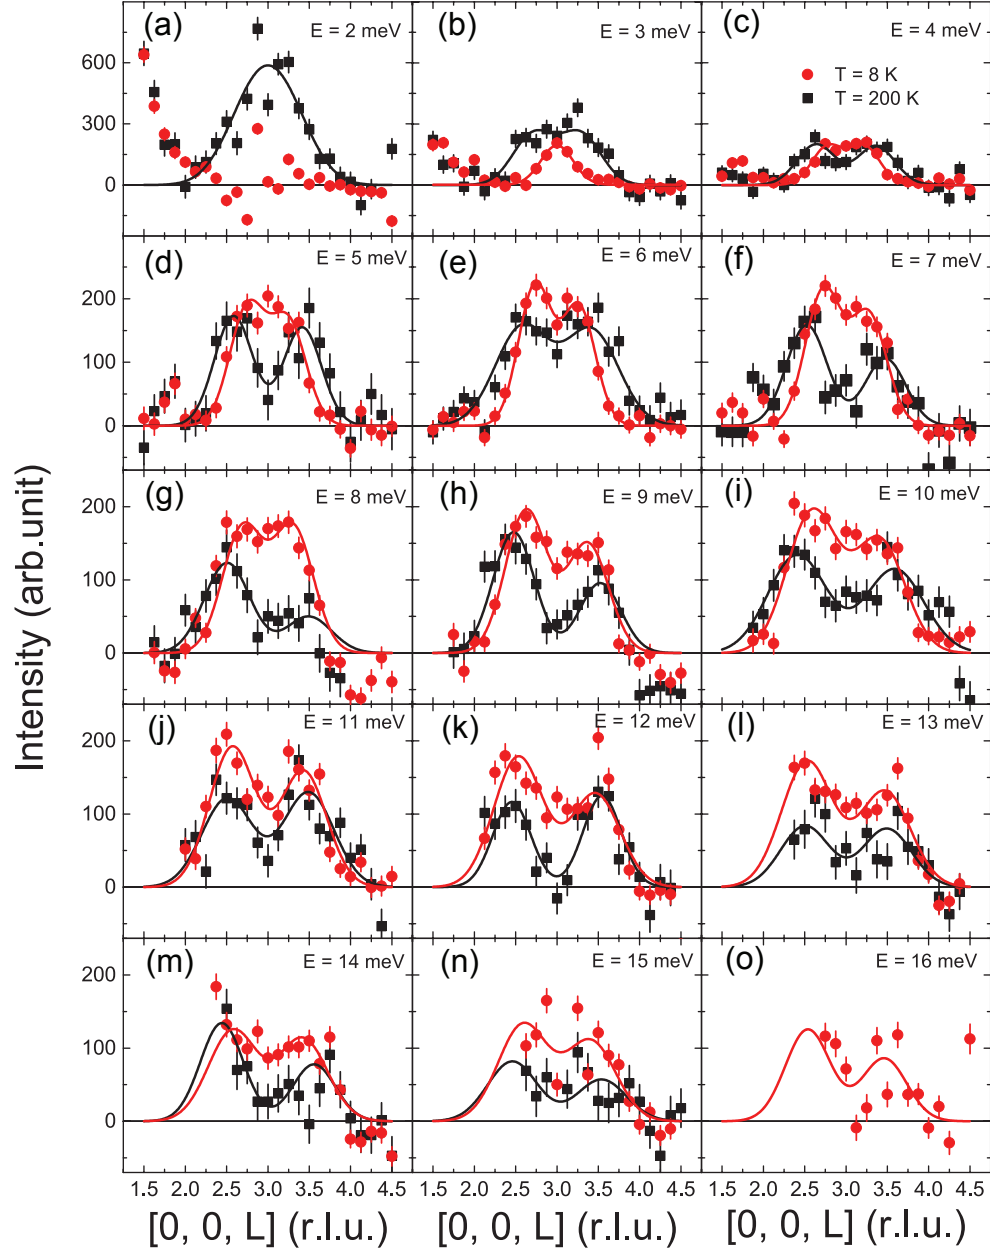 (a) E = 2 meV (b) E = 3 meV (c) E = 4 meV
T = 8 K
T = 200 K
600
300
0
(d) E = 5 meV (e) E = 6 meV (f) E = 7 meV
200
100
0
(g) E = 8 meV (h) E = 9 meV (i) E = 10 meV
200
100
0
Intensity (arb.unit)
(j) E = 11 meV (k) E = 12 meV (l) E = 13 meV
200
100
0
(m) E = 14 meV (n) E = 15 meV (o) E = 16 meV
200
100
0
1.5 2.0 2.5 3.0 3.5 4.0 4.5 1.5 2.0 2.5 3.0 3.5 4.0 4.5 1.5 2.0 2.5 3.0 3.5 4.0 4.5
[0, 0, L] (r.l.u.) [0, 0, L] (r.l.u.) [0, 0, L] (r.l.u.)